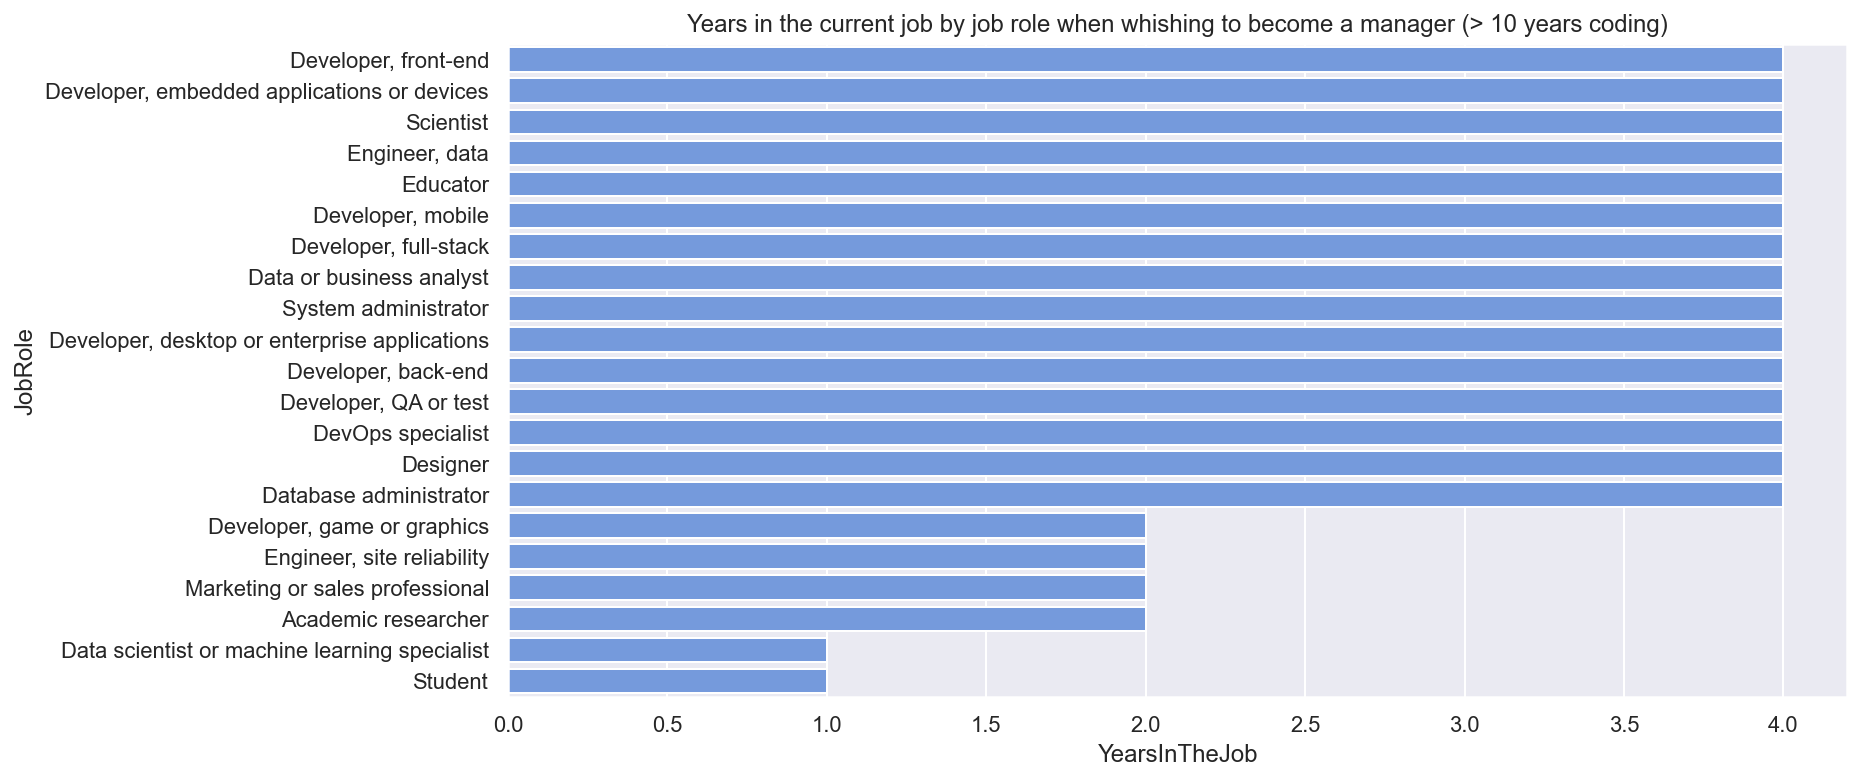 Years in the current job by job role when whishing to become a manager (> 10 years coding)
Developer, front-end
Developer, embedded applications or devices
Scientist
Engineer, data
Educator
Developer, mobile
Developer, full-stack
Data or business analyst
System administrator
Developer, desktop or enterprise applications
Developer, back-end
Developer, QA or test
DevOps specialist
Designer
Database administrator
Developer, game or graphics
Engineer, site reliability
Marketing or sales professional
Academic researcher
Data scientist or machine learning specialist
Student
JobRole
0.0 0.5 1.0 1.5 2.0 2.5 3.0 3.5 4.0
YearsInTheJob